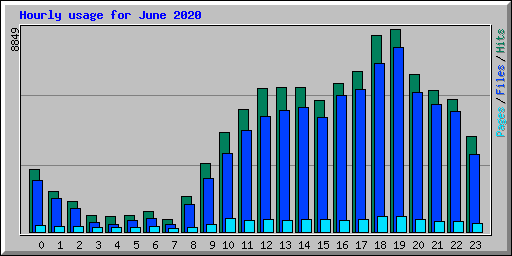 Hourly usage for June 2020
8849
Pages/Files/Hits
0 1 2 3 4 5 6 7 8 9 10 11 12 13 14 15 16 17 18 19 20 21 22 23